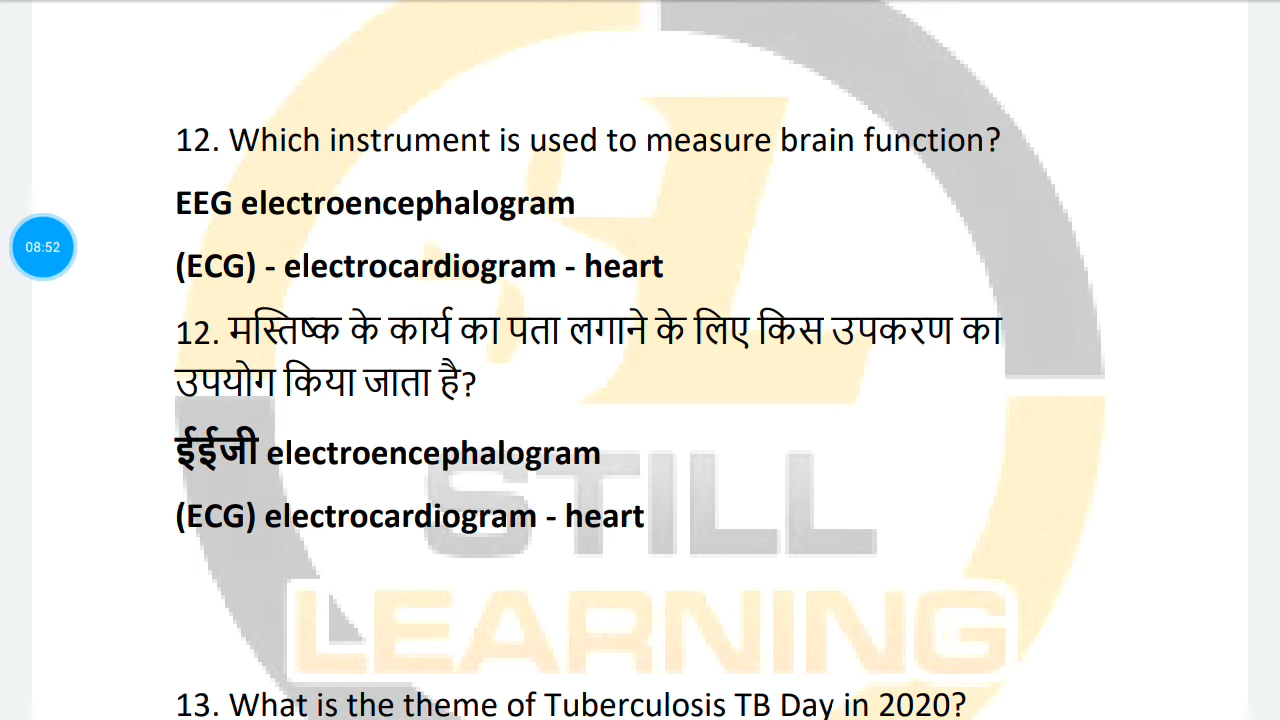 12. Which instrument is used to measure brain function?
EEG electroencephalogram
(ECG) - electrocardiogram - heart
08:52
12. मस्तिष्क के कार्य का पता लगाने के लिए किस उपकरण का
उपयोग किया जाता है?
ईईजी electroencephalogram
(ECG) electrocardiogram - heart
STILL
LEARNING
13. What is the theme of Tuberculosis TB Day in 2020?